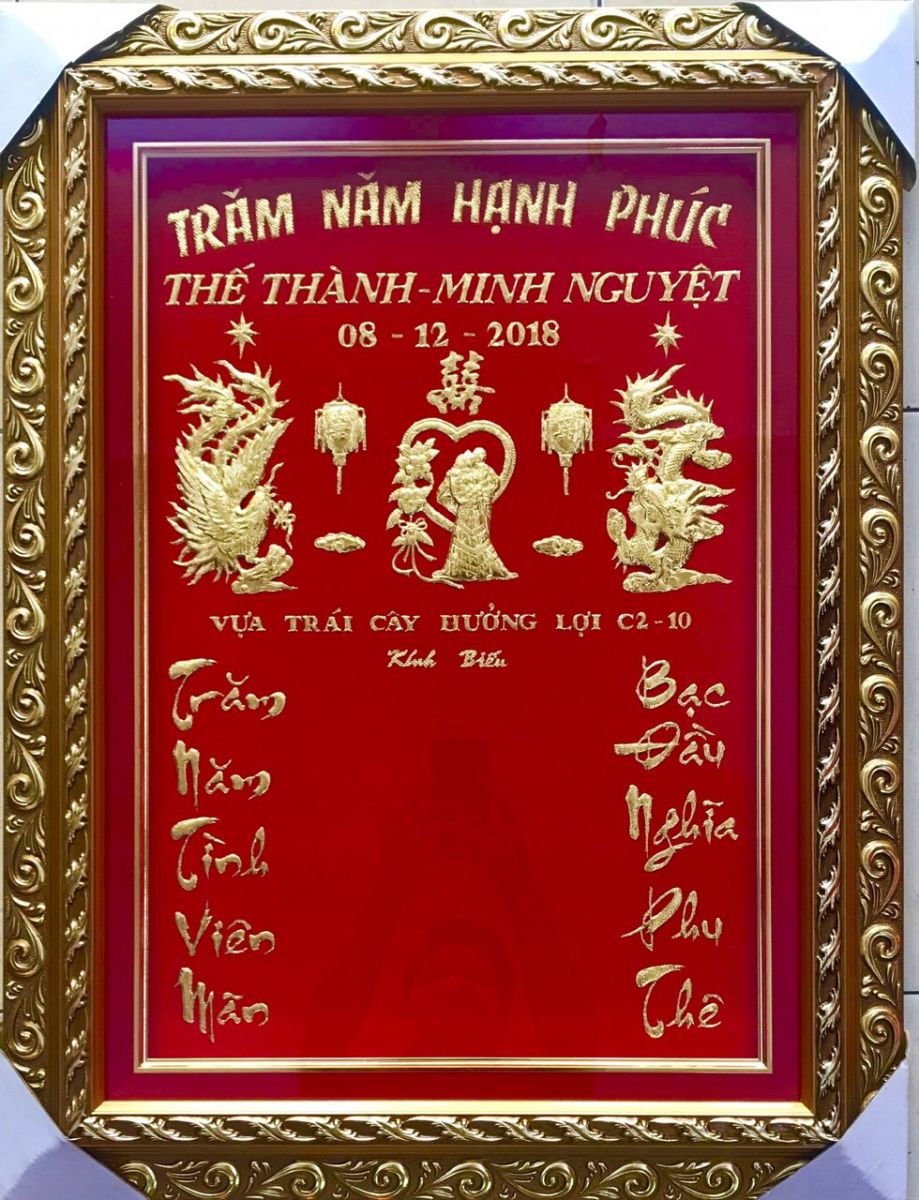 TRĂM NĂM HẠNH PHÚC
THẾ THÀNH - MINH NGUYỆT
08 - 12 - 2018
囍
VỰA TRÁI CÂY HƯỞNG LỢI C2-10
Kính Biếu
Trăm
Năm
Tình
Viên
Mãn
Bạc
Đầu
Nghĩa
Phu
Thê